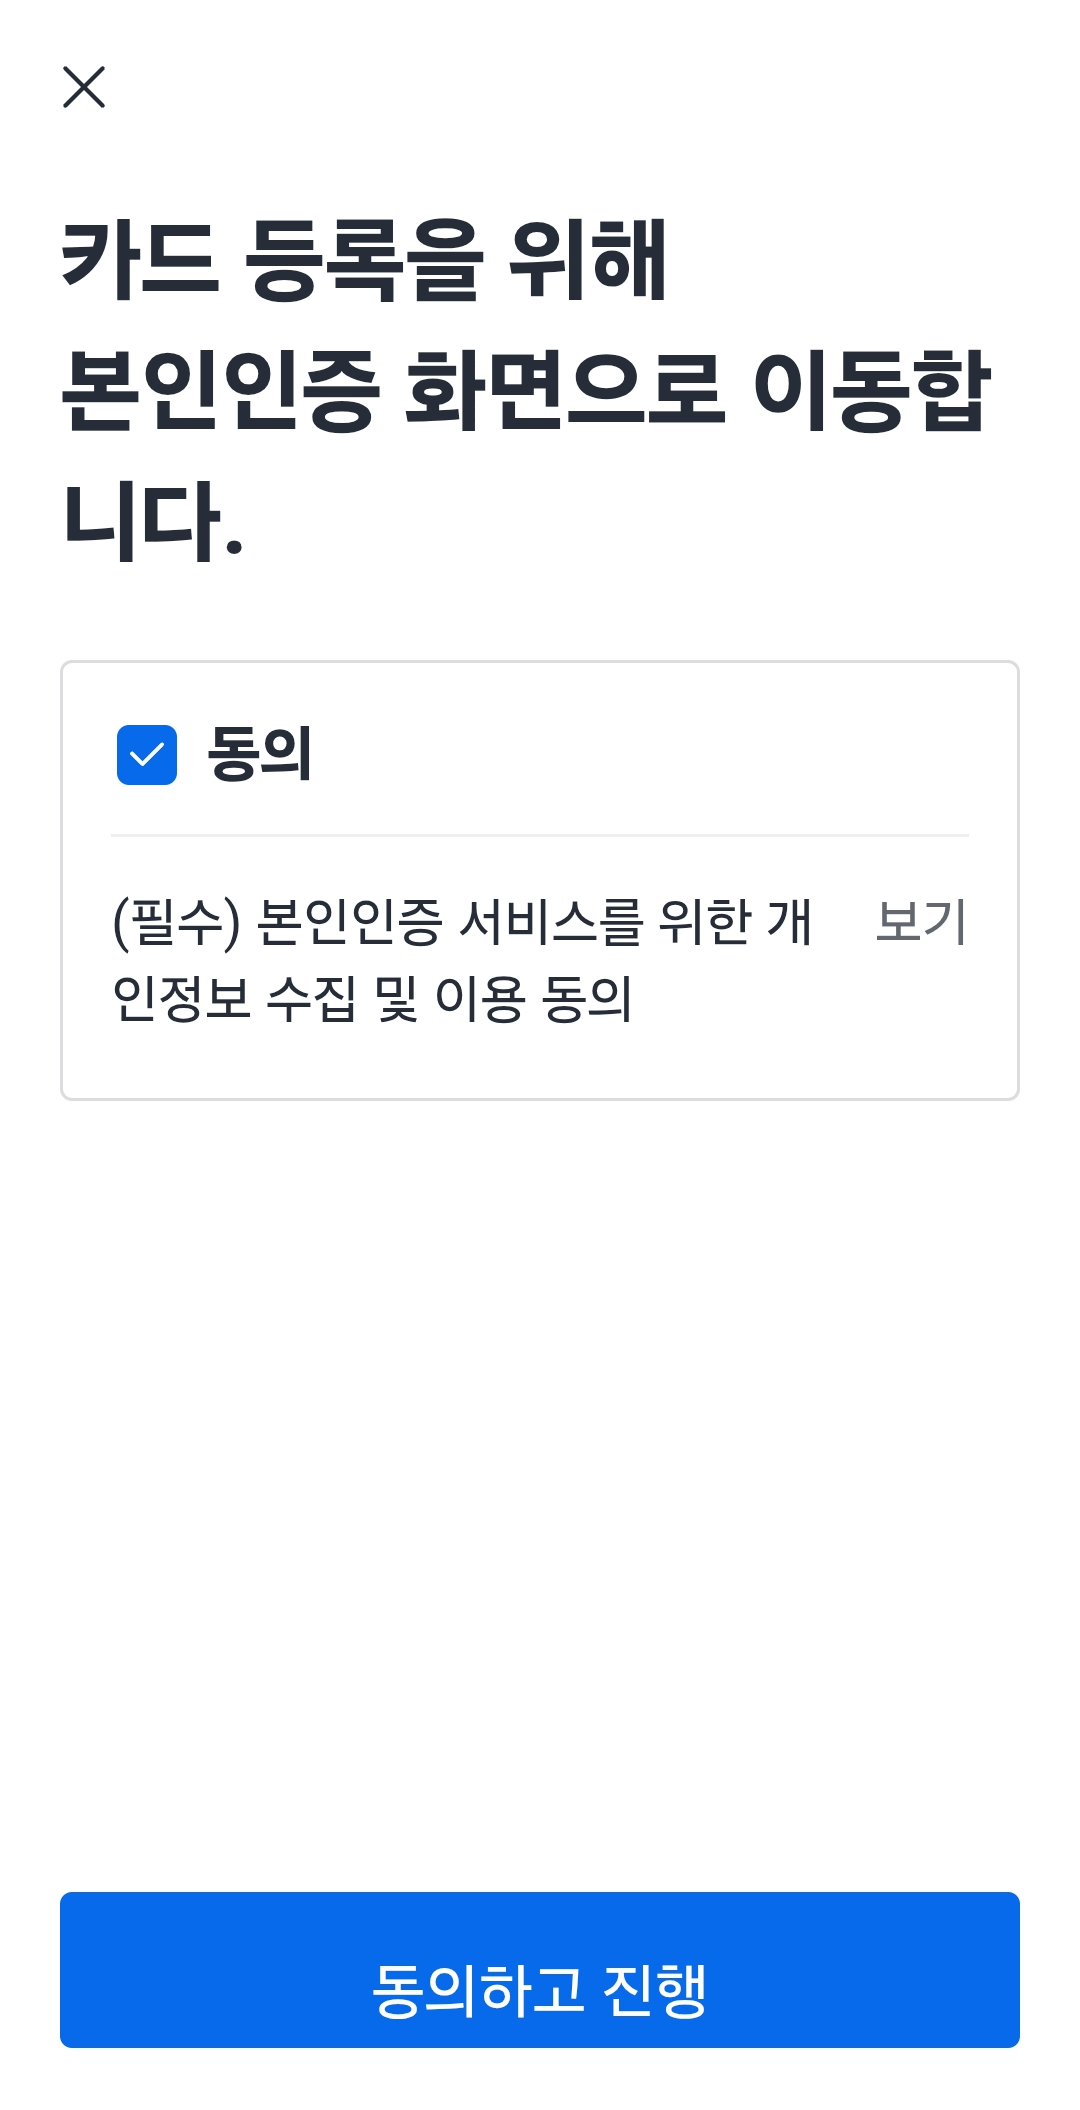 카드 등록을 위해
본인인증 화면으로 이동합
니다.
동의
(필수) 본인인증 서비스를 위한 개 보기
인정보 수집 및 이용 동의
동의하고 진행